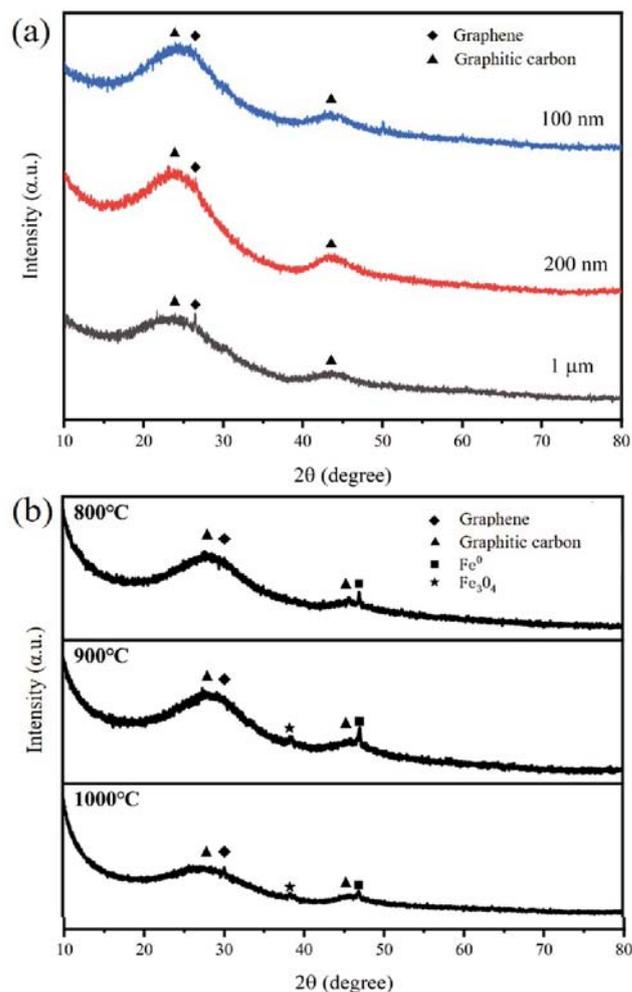 (a)
◆ Graphene
▲ Graphitic carbon
100 nm
200 nm
1 μm
Intensity (α.u.)
10 20 30 40 50 60 70 80
2θ (degree)
(b)
800°C
◆ Graphene
▲ Graphitic carbon
■ Fe⁰
★ Fe₃0₄
900°C
1000°C
Intensity (α.u.)
10 20 30 40 50 60 70 80
2θ (degree)